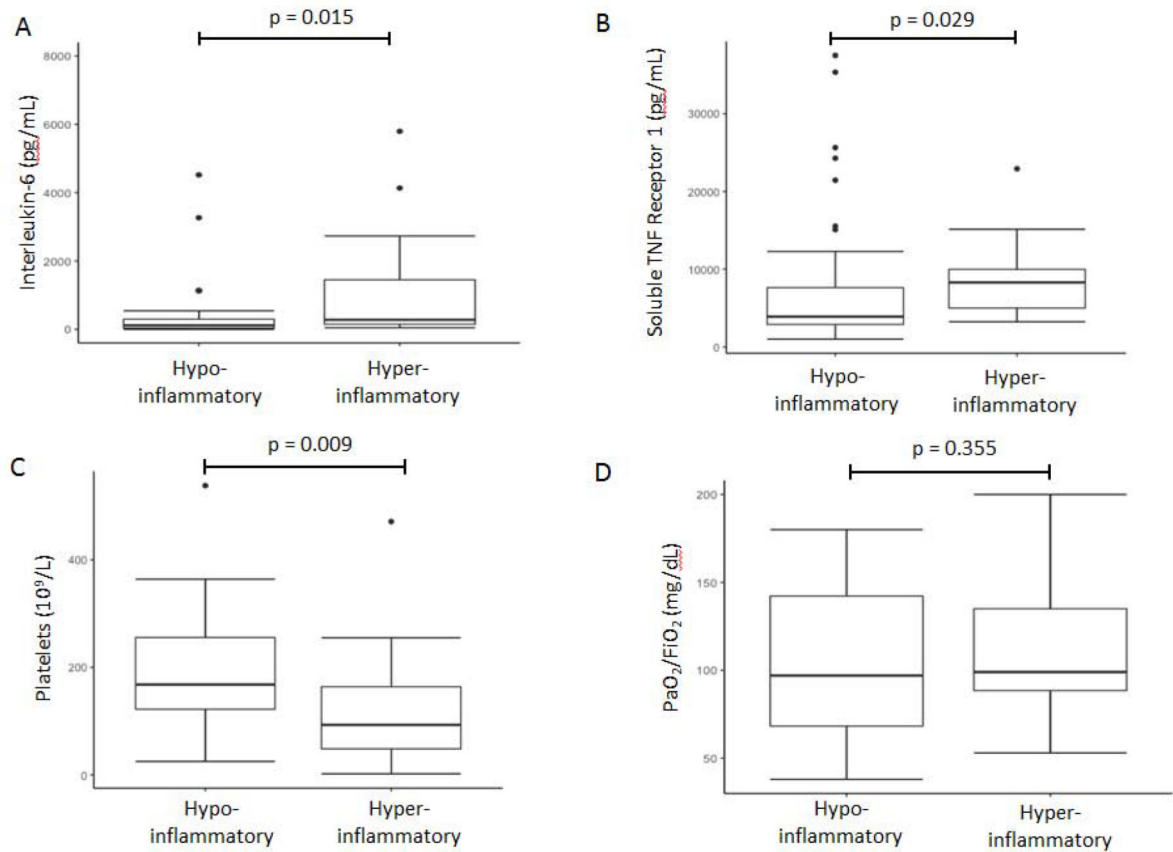 A
p = 0.015
Interleukin-6 (pg/mL)
8000
6000
4000
2000
0
Hypo-
inflammatory
Hyper-
inflammatory
B
p = 0.029
Soluble TNF Receptor 1 (pg/mL)
30000
20000
10000
0
Hypo-
inflammatory
Hyper-
inflammatory
C
p = 0.009
Platelets (10⁹/L)
400
200
0
Hypo-
inflammatory
Hyper-
inflammatory
D
p = 0.355
PaO₂/FiO₂ (mg/dL)
200
150
100
50
Hypo-
inflammatory
Hyper-
inflammatory